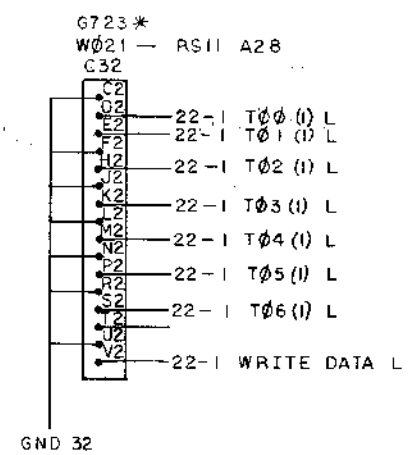 G723*
WØ21 — RS11 A28
C32
C2
D2
E2
F2
H2
J2
K2
L2
M2
N2
P2
R2
S2
T2
U2
V2
22-1 TØØ (1) L
22-1 TØ1 (1) L
22-1 TØ2 (1) L
22-1 TØ3 (1) L
22-1 TØ4 (1) L
22-1 TØ5 (1) L
22-1 TØ6 (1) L
22-1 WRITE DATA L
GND 32